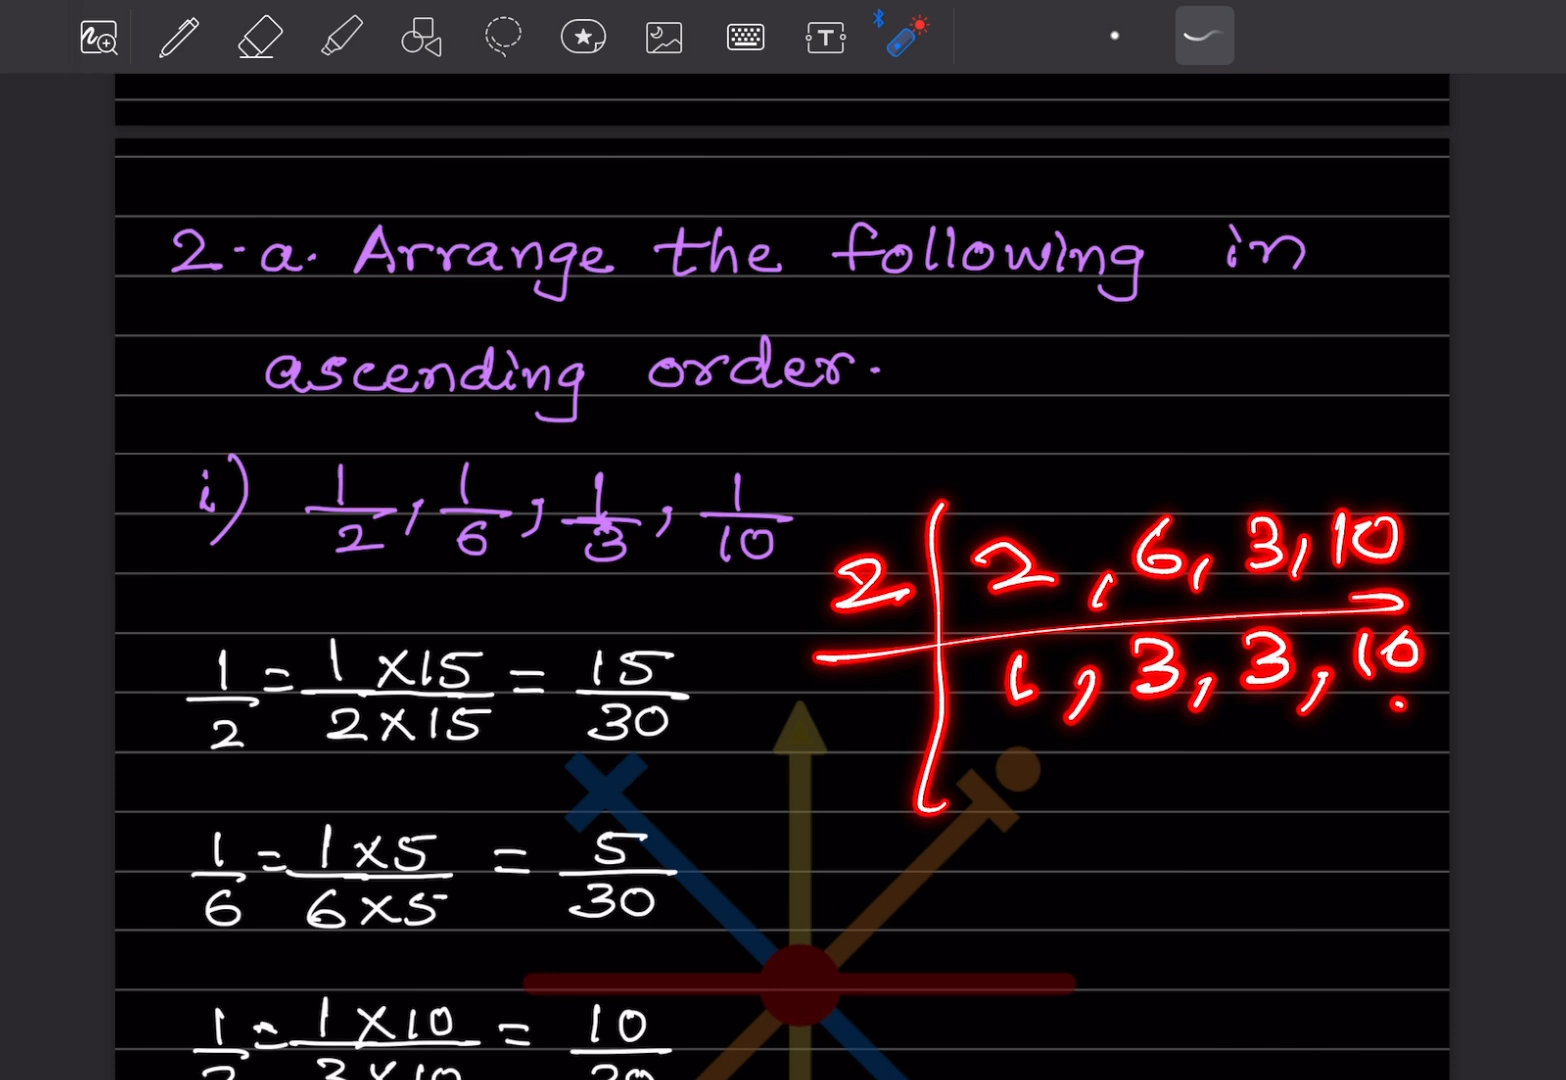 2-a. Arrange the following in
ascending order.
i) 1/2, 1/6, 1/3, 1/10
2 | 2, 6, 3, 10
1, 3, 3, 10
1/2 = 1×15/2×15 = 15/30
1/6 = 1×5/6×5 = 5/30
1/3 = 1×10/3×10 = 10/30